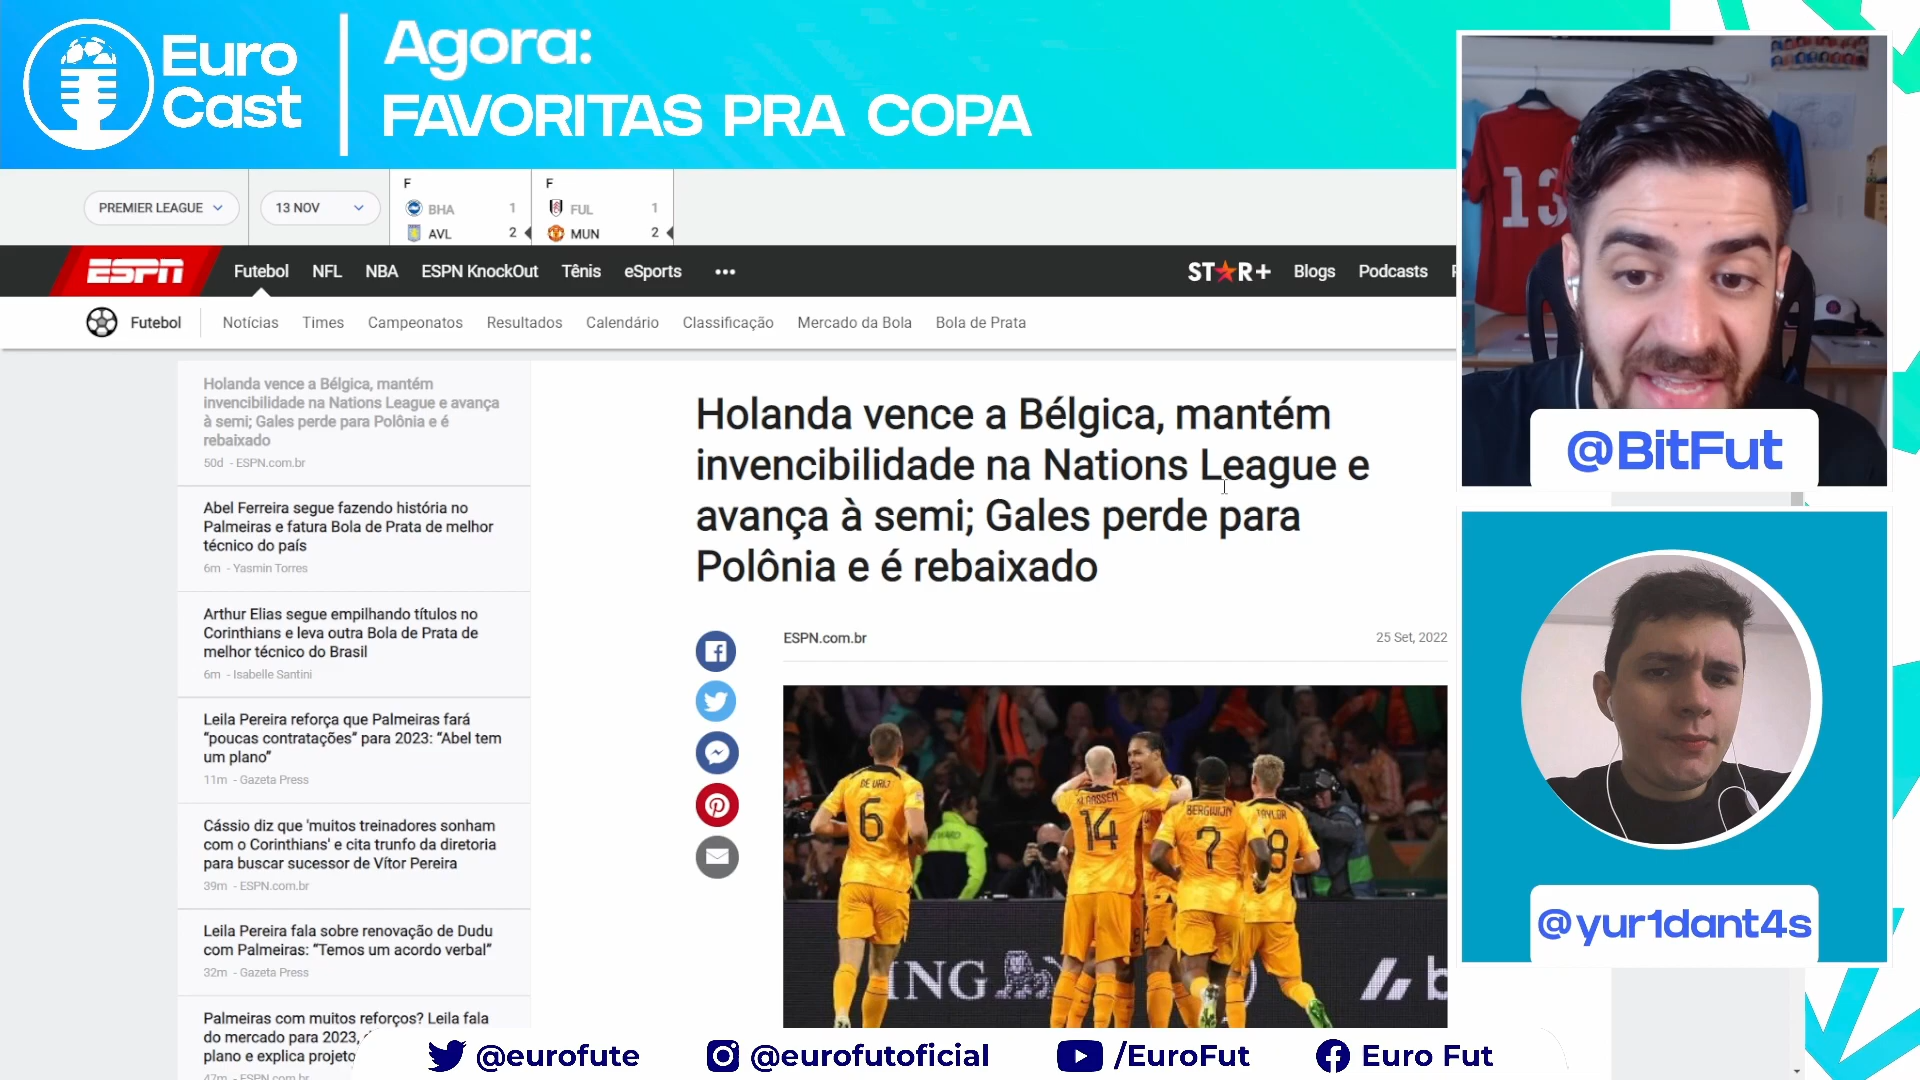 Euro
Cast
Agora:
FAVORITAS PRA COPA
PREMIER LEAGUE
13 NOV
F
BHA 1
AVL 2
F
FUL 1
MUN 2
ESPN
Futebol
NFL
NBA
ESPN KnockOut
Tênis
eSports
•••
ST★R+
Blogs
Podcasts
Futebol
Notícias
Times
Campeonatos
Resultados
Calendário
Classificação
Mercado da Bola
Bola de Prata
Holanda vence a Bélgica, mantém
invencibilidade na Nations League e avança
à semi; Gales perde para Polônia e é
rebaixado
50d - ESPN.com.br
Abel Ferreira segue fazendo história no
Palmeiras e fatura Bola de Prata de melhor
técnico do país
6m - Yasmin Torres
Arthur Elias segue empilhando títulos no
Corinthians e leva outra Bola de Prata de
melhor técnico do Brasil
6m - Isabelle Santini
Leila Pereira reforça que Palmeiras fará
“poucas contratações” para 2023: “Abel tem
um plano”
11m - Gazeta Press
Cássio diz que 'muitos treinadores sonham
com o Corinthians' e cita trunfo da diretoria
para buscar sucessor de Vítor Pereira
39m - ESPN.com.br
Leila Pereira fala sobre renovação de Dudu
com Palmeiras: “Temos um acordo verbal”
32m - Gazeta Press
Palmeiras com muitos reforços? Leila fala
do mercado para 2023,
plano e explica projeto
47m - ESPN.com.br
Holanda vence a Bélgica, mantém
invencibilidade na Nations League e
avança à semi; Gales perde para
Polônia e é rebaixado
ESPN.com.br
25 Set, 2022
DE VRIJ
6
KLAASSEN
14
BERGWIJN
7
TAYLOR
8
ING
13
@BitFut
@yur1dant4s
@eurofute
@eurofutoficial
/EuroFut
Euro Fut